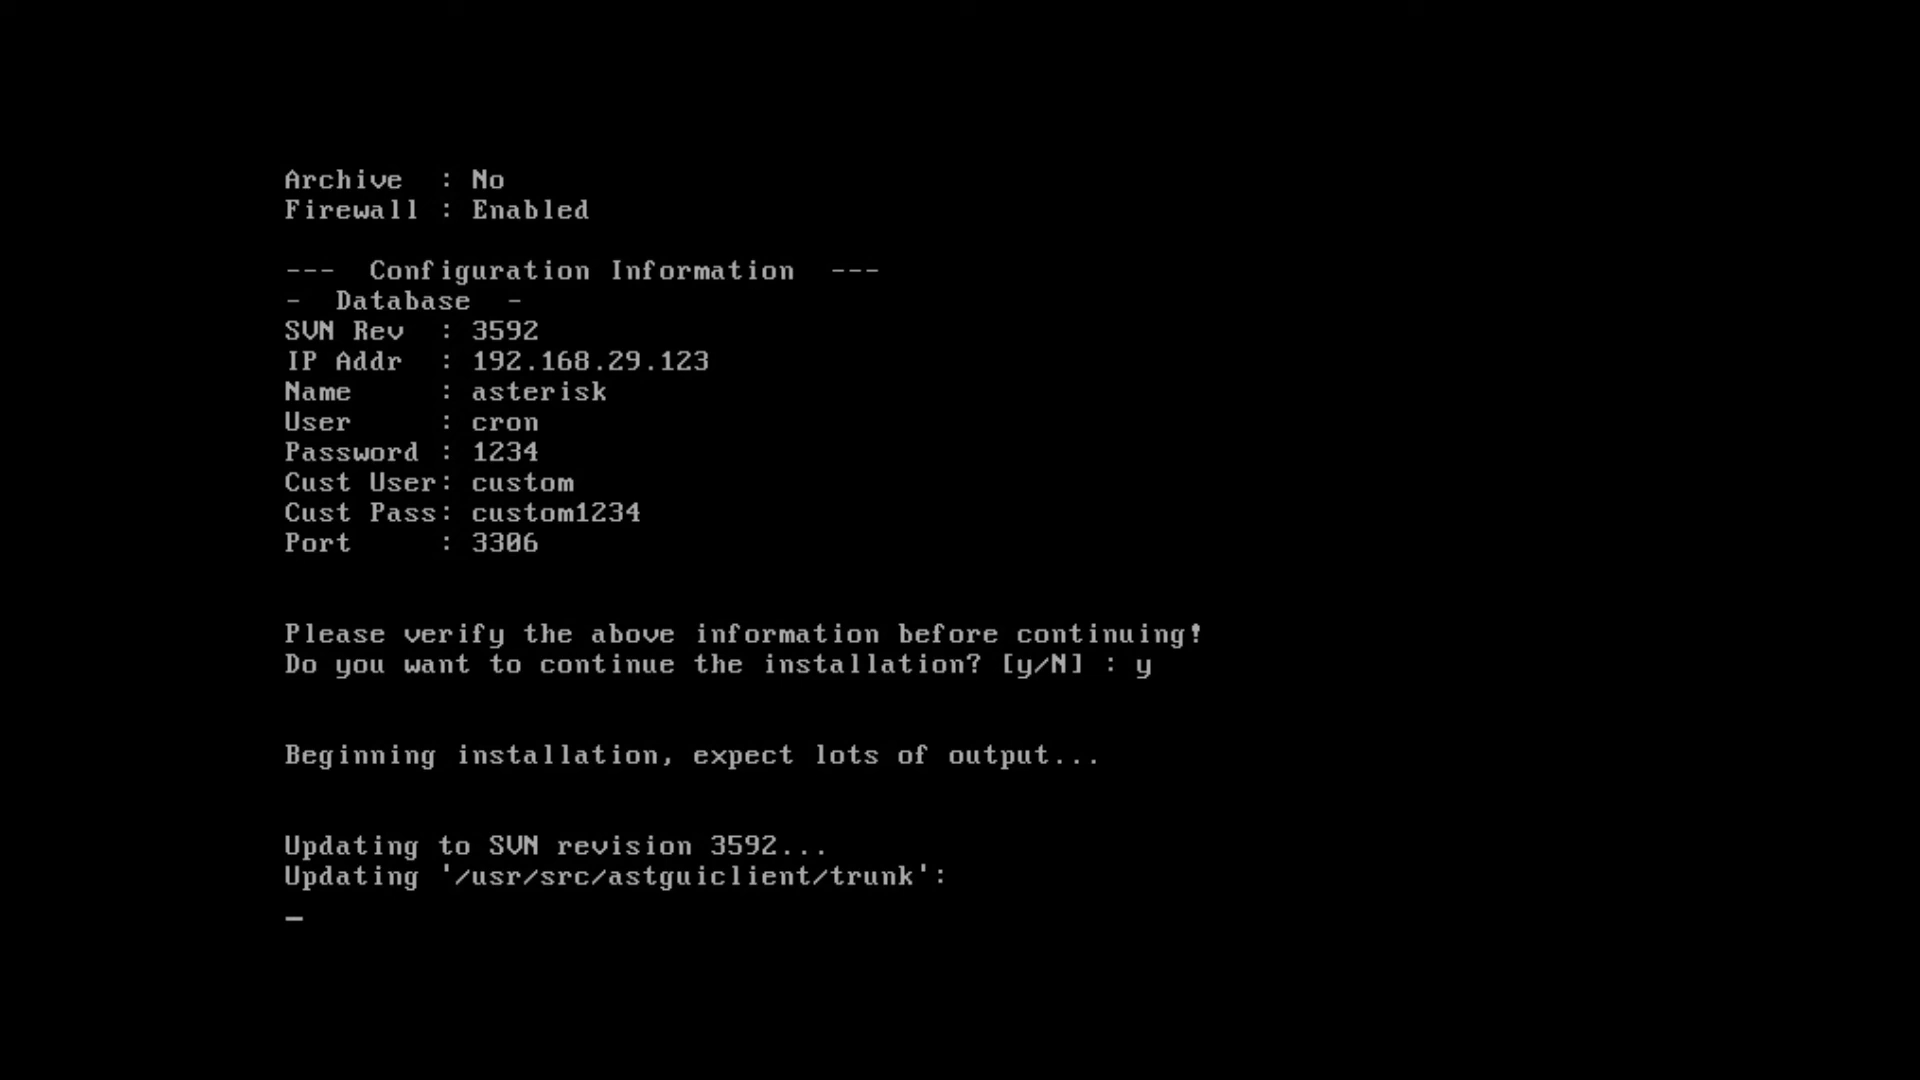 Archive  : No
Firewall : Enabled
---  Configuration Information  ---
-  Database  -
SVN Rev  : 3592
IP Addr  : 192.168.29.123
Name     : asterisk
User     : cron
Password : 1234
Cust User: custom
Cust Pass: custom1234
Port     : 3306
Please verify the above information before continuing!
Do you want to continue the installation? [y/N] : y
Beginning installation, expect lots of output...
Updating to SVN revision 3592...
Updating '/usr/src/astguiclient/trunk':
_